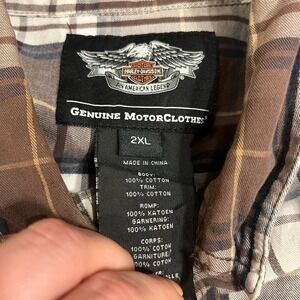 HARLEY-DAVIDSON
AN AMERICAN LEGEND
GENUINE MOTORCLOTHES
2XL
MADE IN CHINA
BODY:
100% COTTON
TRIM:
100% COTTON
ROMP:
100% KATOEN
GARNERING:
100% KATOEN
CORPS:
100% COTON
GARNITURE
% COTON